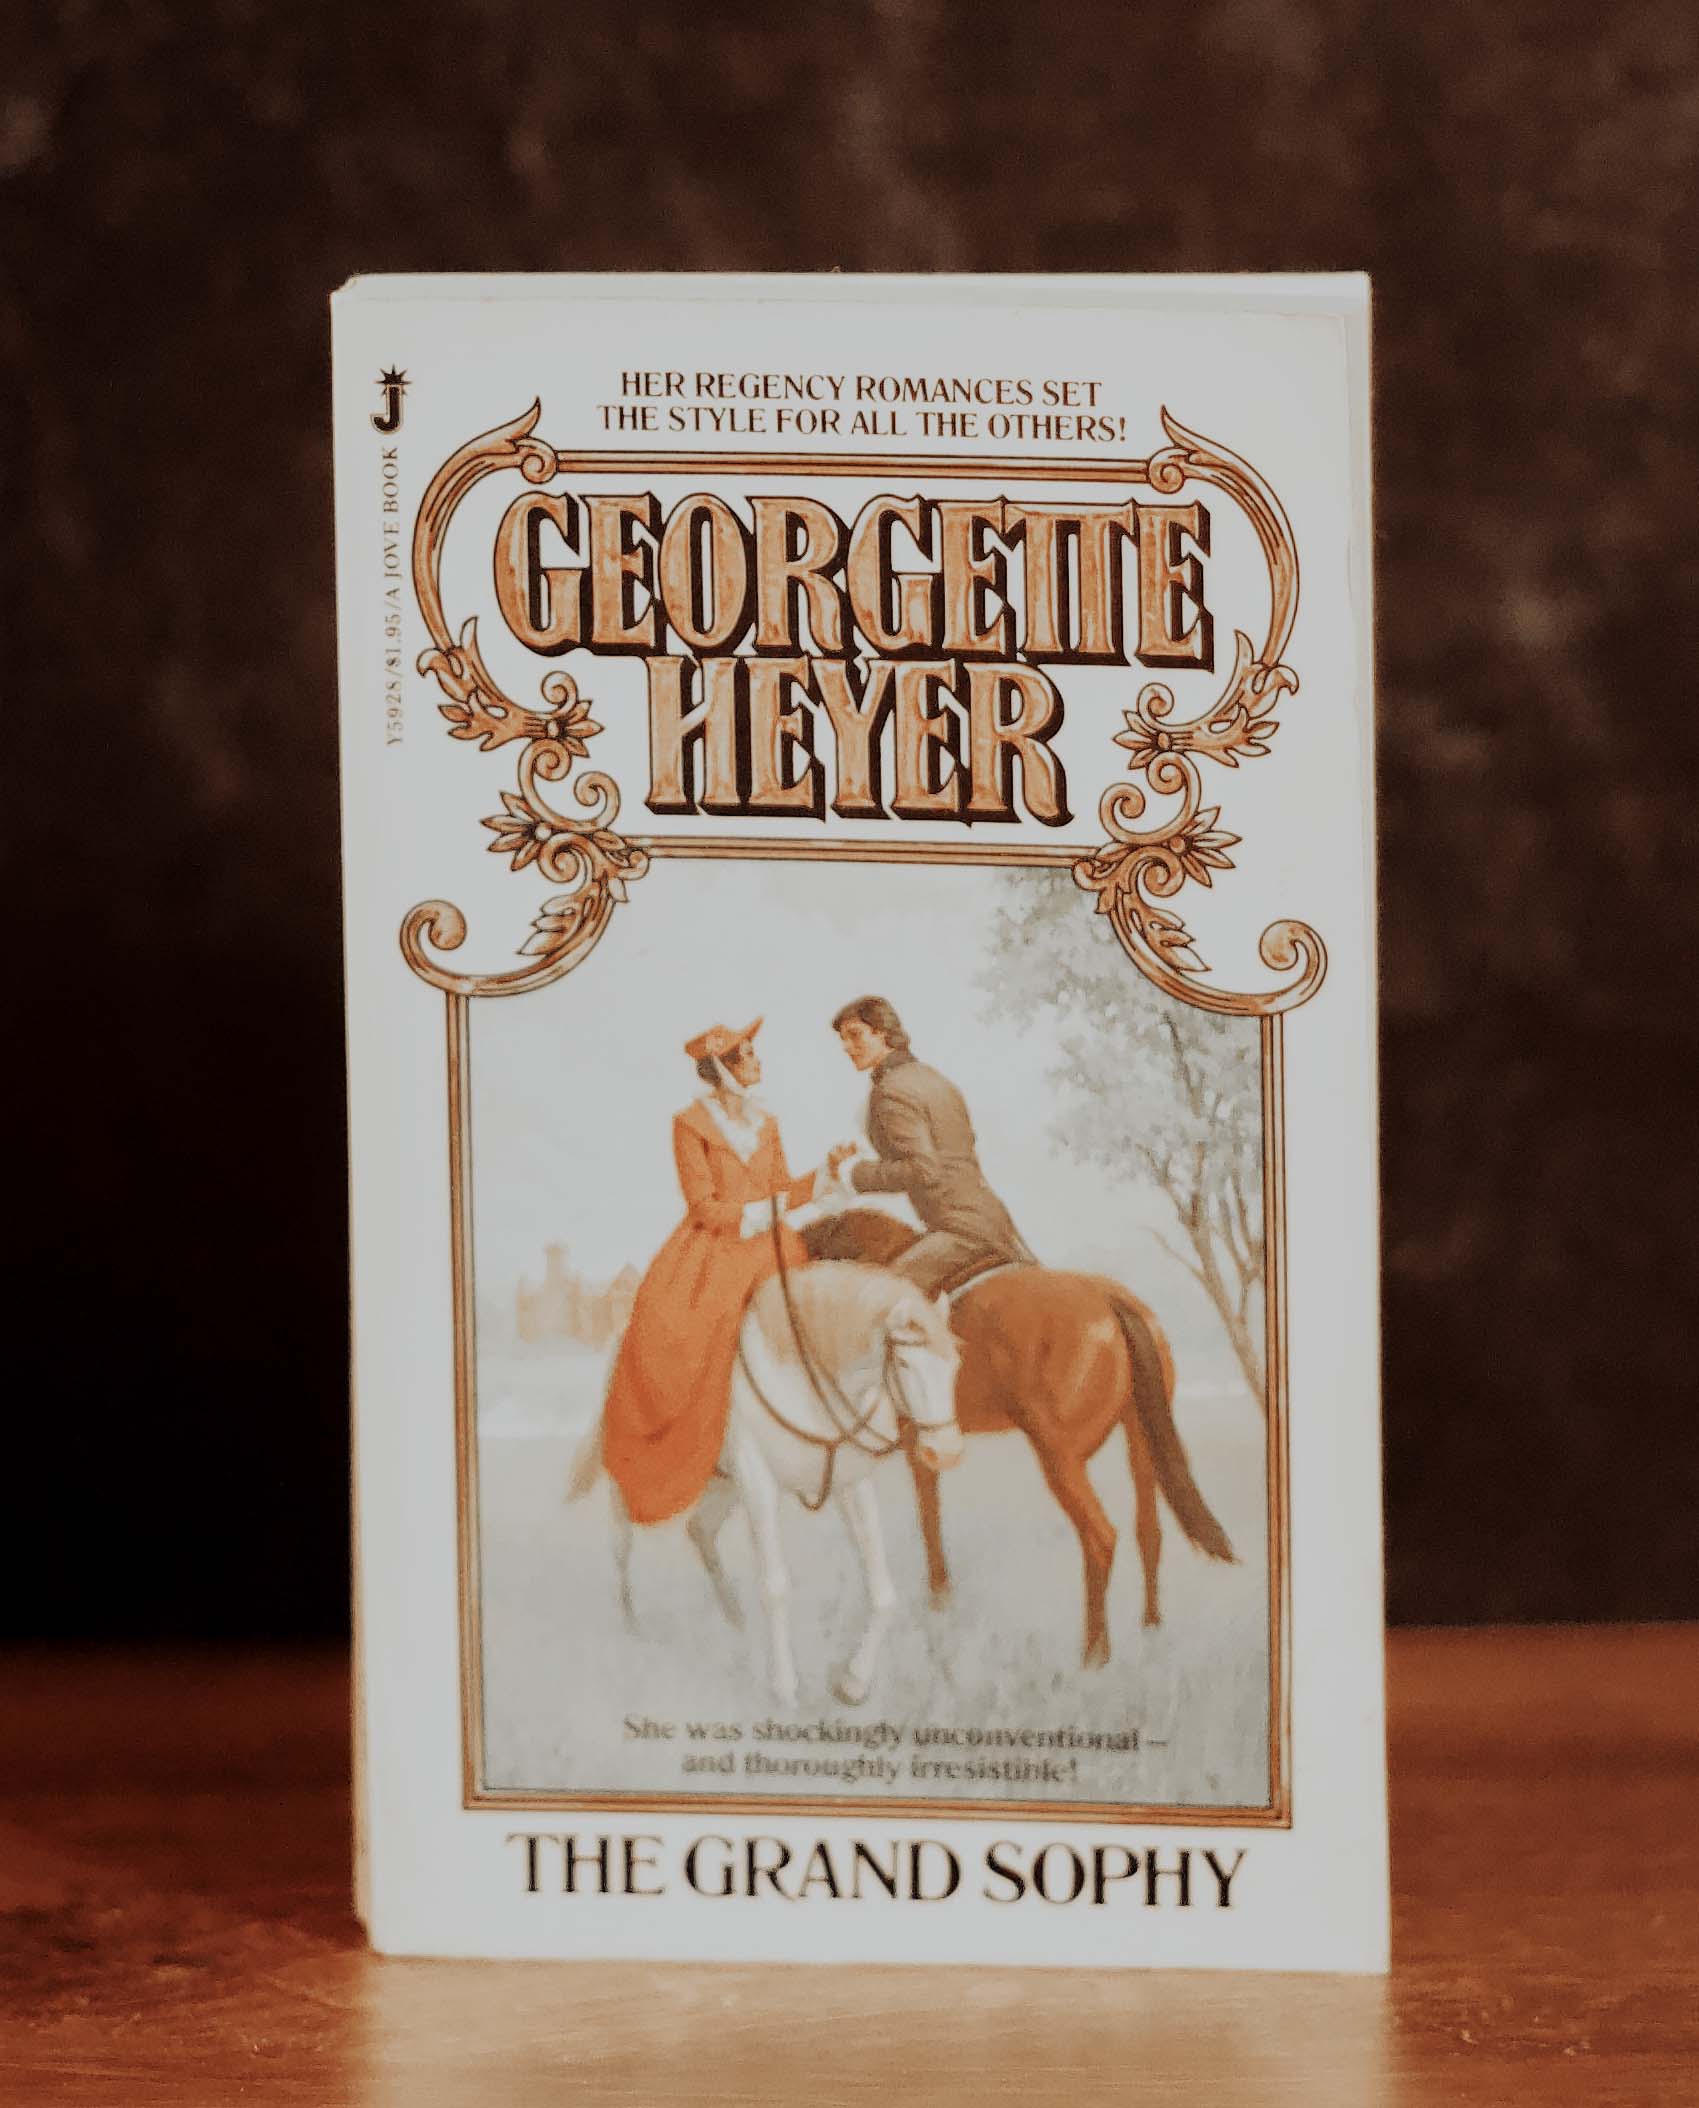 HER REGENCY ROMANCES SET
THE STYLE FOR ALL THE OTHERS!
J
Y5928/$1.95/A JOVE BOOK
GEORGETTE
HEYER
She was shockingly unconventional—
and thoroughly irresistible!
THE GRAND SOPHY